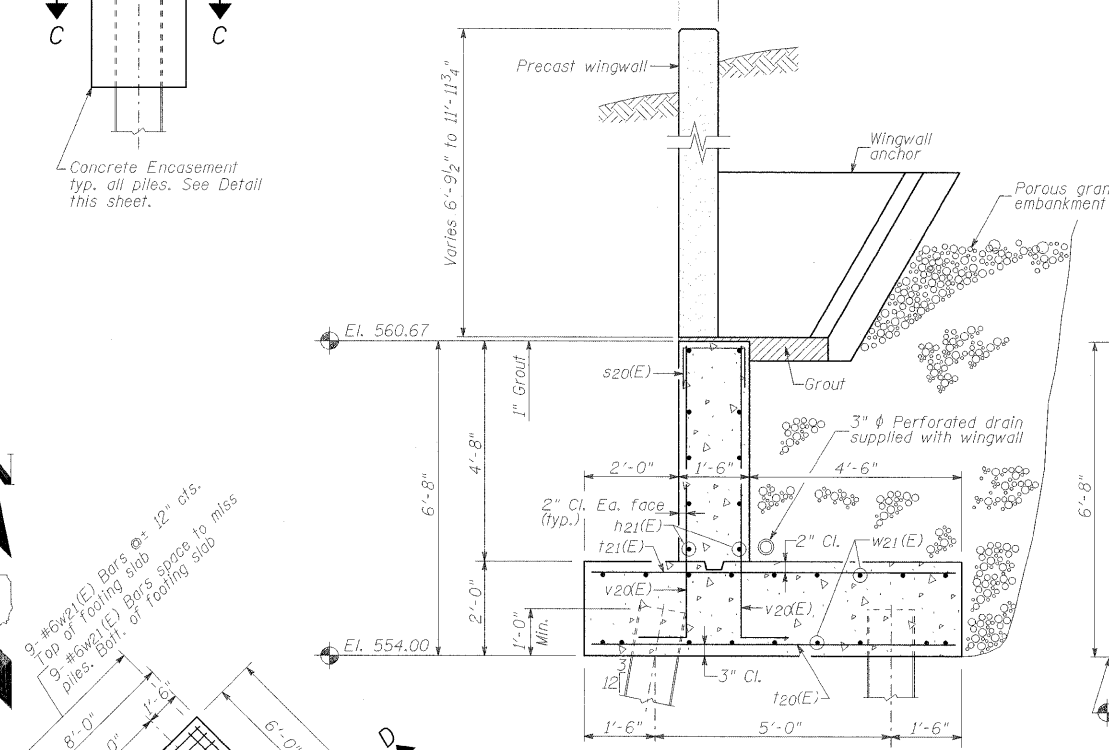 C
C
Concrete Encasement
typ. all piles. See Detail
this sheet.
Precast wingwall
Varies 6'-9½" to 11'-11¾"
Wingwall
anchor
Porous
embankment
El. 560.67
1" Grout
s20(E)
Grout
3" ϕ Perforated drain
supplied with wingwall
6'-8"
4'-8"
2'-0"
1'-6"
4'-6"
6'-8"
2" Cl. Ea. face
(typ.)
h21(E)
t21(E)
2" Cl.
w21(E)
v20(E)
v20(E)
2'-0"
1'-0"
Min.
El. 554.00
3
12
3" Cl.
t20(E)
1'-6"
5'-0"
1'-6"
9-#6w21(E) Bars @± 12" cts.
Top of footing slab
9-#6w21(E) Bars space to miss
piles. Bott. of footing slab
8'-0"
1'-6"
6'-0"
D